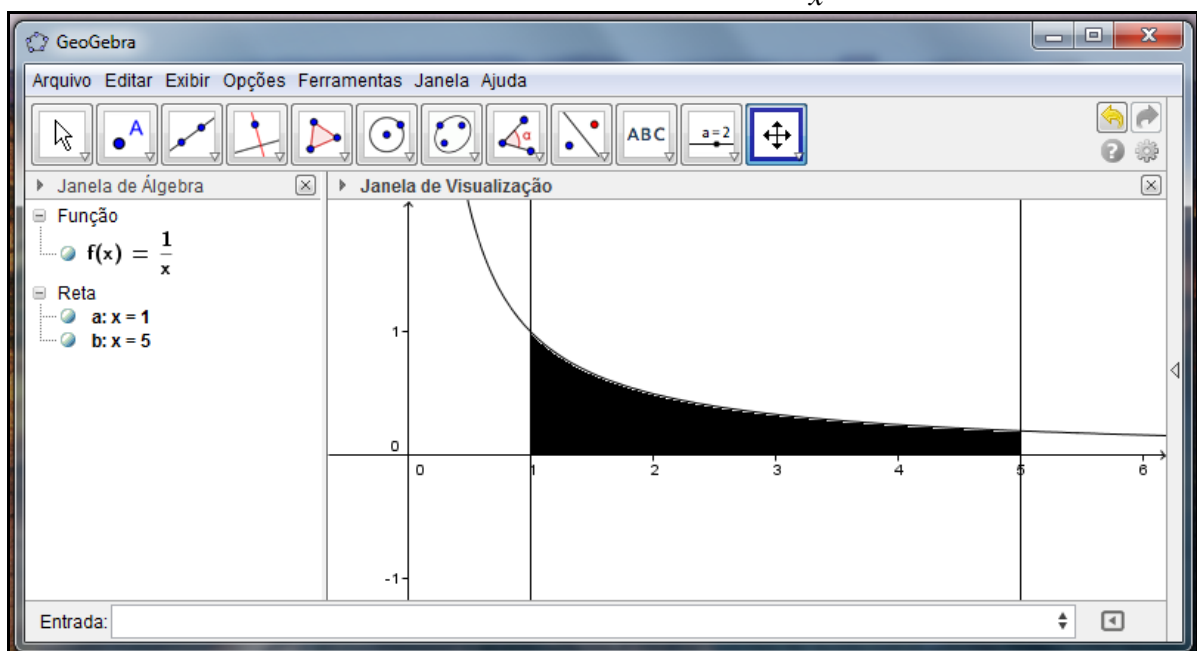 x
GeoGebra
Arquivo Editar Exibir Opções Ferramentas Janela Ajuda
A
α
ABC
a=2
Janela de Álgebra
Janela de Visualização
Função
f(x) = 1/x
Reta
a: x = 1
b: x = 5
1
0
0 1 2 3 4 5 6
-1
Entrada: